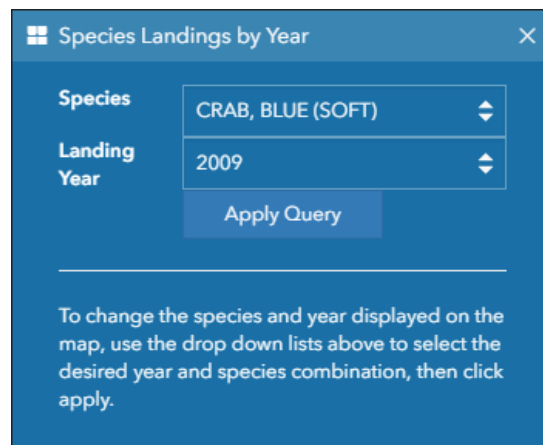 Species Landings by Year
Species
CRAB, BLUE (SOFT)
Landing
Year
2009
Apply Query
To change the species and year displayed on the
map, use the drop down lists above to select the
desired year and species combination, then click
apply.